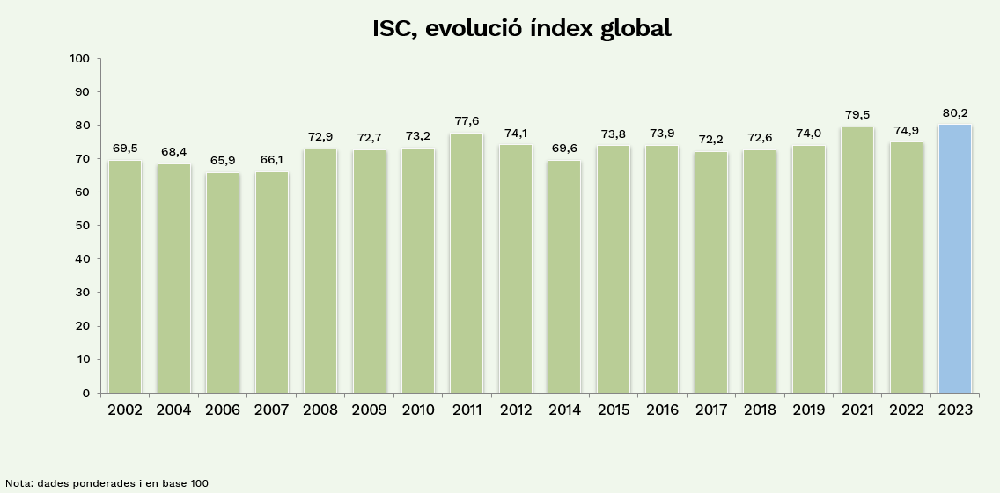 ISC, evolució índex global
100
90
80
70
60
50
40
30
20
10
0
69,5 68,4 65,9 66,1 72,9 72,7 73,2 77,6 74,1 69,6 73,8 73,9 72,2 72,6 74,0 79,5 74,9 80,2
2002 2004 2006 2007 2008 2009 2010 2011 2012 2014 2015 2016 2017 2018 2019 2021 2022 2023
Nota: dades ponderades i en base 100